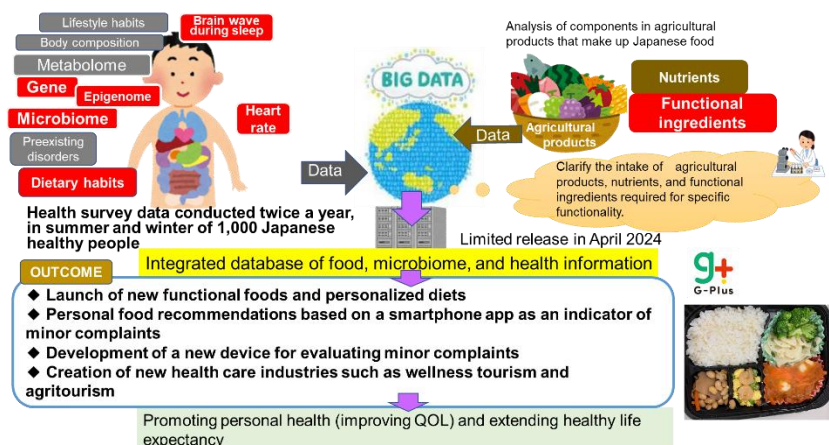 Lifestyle habits
Body composition
Metabolome
Gene
Epigenome
Microbiome
Preexisting
disorders
Dietary habits
Brain wave
during sleep
Heart
rate
Health survey data conducted twice a year,
in summer and winter of 1,000 Japanese
healthy people
Data
BIG DATA
Data
Analysis of components in agricultural
products that make up Japanese food
Agricultural
products
Nutrients
Functional
ingredients
Clarify the intake of agricultural
products, nutrients, and functional
ingredients required for specific
functionality.
Limited release in April 2024
Integrated database of food, microbiome, and health information
g+
G-Plus
OUTCOME
◆ Launch of new functional foods and personalized diets
◆ Personal food recommendations based on a smartphone app as an indicator of
minor complaints
◆ Development of a new device for evaluating minor complaints
◆ Creation of new health care industries such as wellness tourism and
agritourism
Promoting personal health (improving QOL) and extending healthy life
expectancy